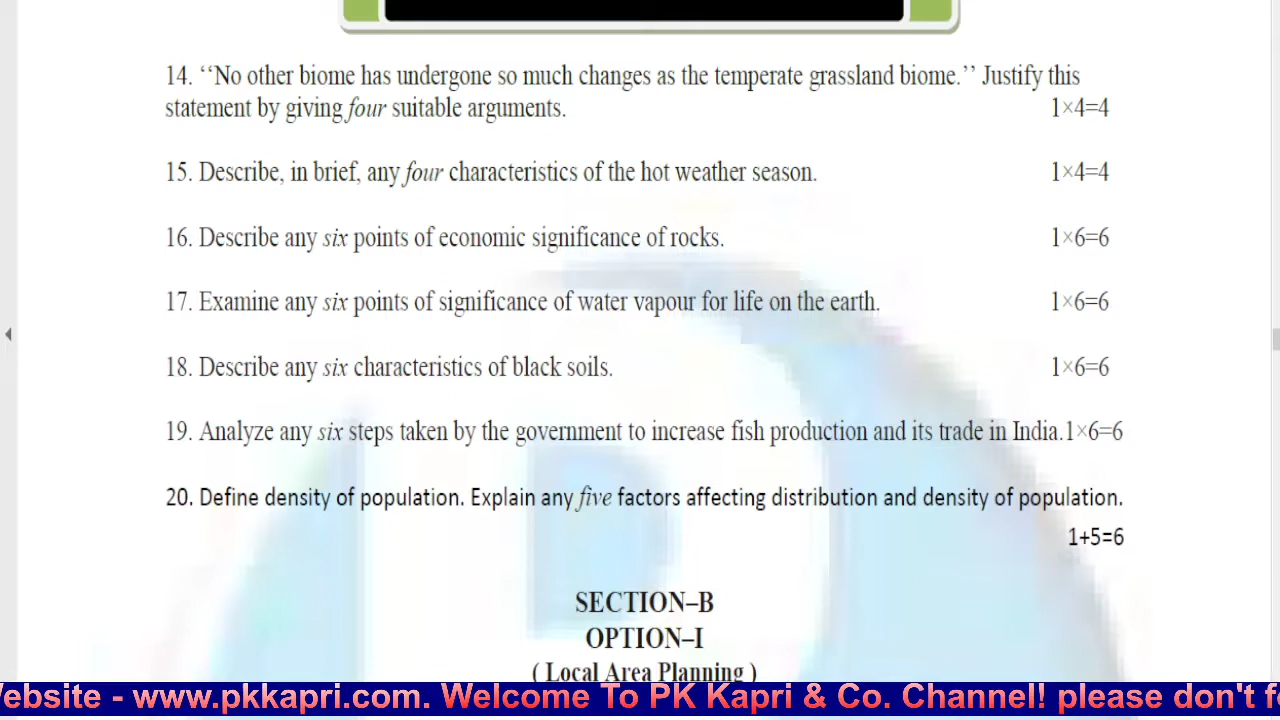 14. ‘‘No other biome has undergone so much changes as the temperate grassland biome.’’ Justify this
statement by giving four suitable arguments. 1×4=4
15. Describe, in brief, any four characteristics of the hot weather season. 1×4=4
16. Describe any six points of economic significance of rocks. 1×6=6
17. Examine any six points of significance of water vapour for life on the earth. 1×6=6
18. Describe any six characteristics of black soils. 1×6=6
19. Analyze any six steps taken by the government to increase fish production and its trade in India.1×6=6
20. Define density of population. Explain any five factors affecting distribution and density of population.
1+5=6
SECTION–B
OPTION–I
( Local Area Planning )
ebsite - www.pkkapri.com. Welcome To PK Kapri & Co. Channel! please don't fo